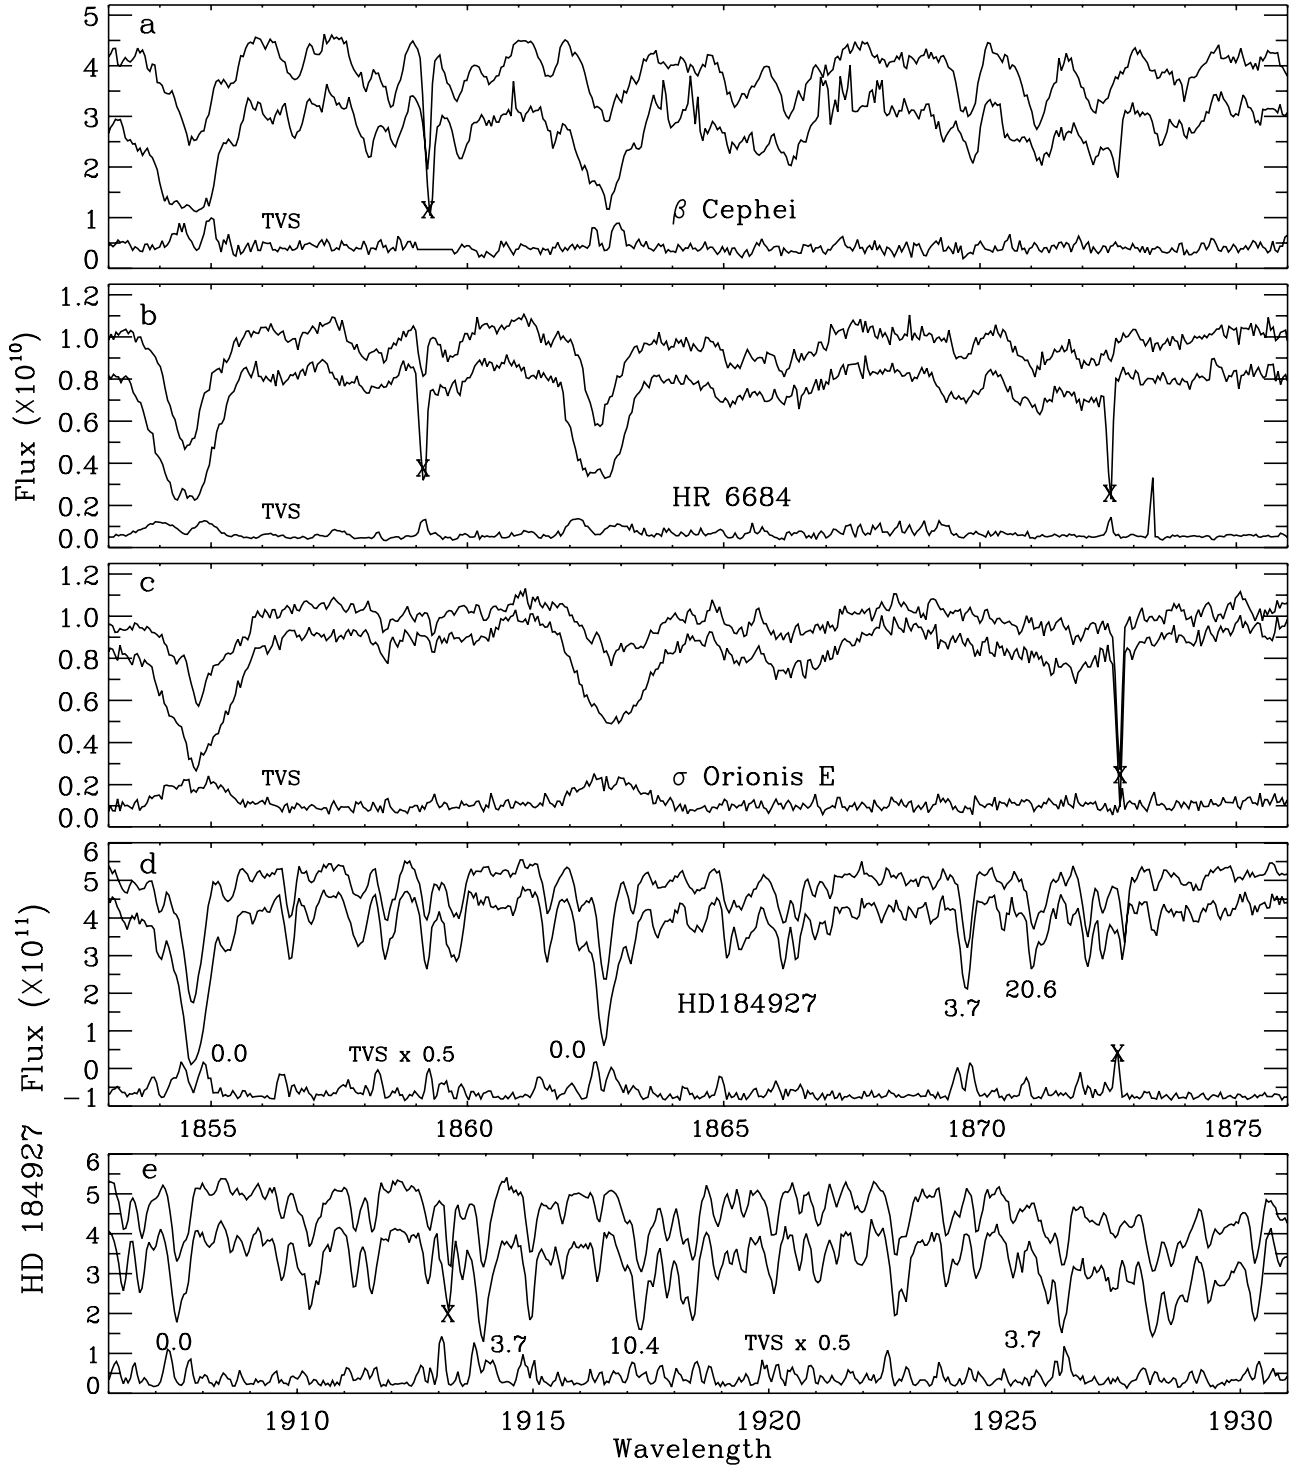 5
4
3
2
1
0
a
X
TVS
β Cephei
1.2
1.0
0.8
0.6
0.4
0.2
0.0
b
X
X
TVS
HR 6684
Flux (X10¹⁰)
1.2
1.0
0.8
0.6
0.4
0.2
0.0
c
TVS
σ Orionis E
X
6
5
4
3
2
1
0
−1
d
HD184927
3.7
20.6
0.0
TVS x 0.5
0.0
X
Flux (X10¹¹)
1855
1860
1865
1870
1875
HD 184927
6
5
4
3
2
1
0
e
X
0.0
3.7
10.4
TVS x 0.5
3.7
1910
1915
1920
1925
1930
Wavelength